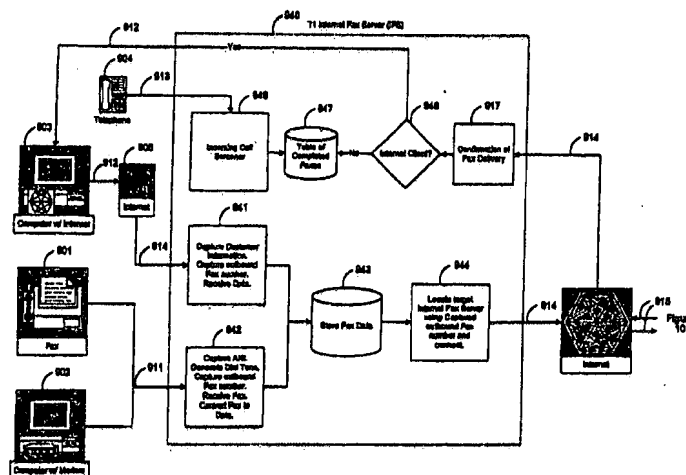 940
T1 Internet Fax Server (IFS)
912
Yes
904
913
Telephone
946
947
948
917
903
Incoming Call
Screener
Table of
Completed
Faxes
No
Internet Client?
Confirmation of
Fax Delivery
914
912
905
Computer w/ Internet
Internet
941
914
Capture Customer
Information.
Capture outbound
Fax number.
Receive Data.
901
Fax
943
944
Store Fax Data
Locate target
Internet Fax Server
using Captured
outbound Fax
number and
connect.
914
915
Figure
10
Internet
942
Capture ANI.
Generate Dial Tone.
Capture outbound
Fax number.
Receive Fax.
Convert Fax to
Data.
911
902
Computer w/ Modem